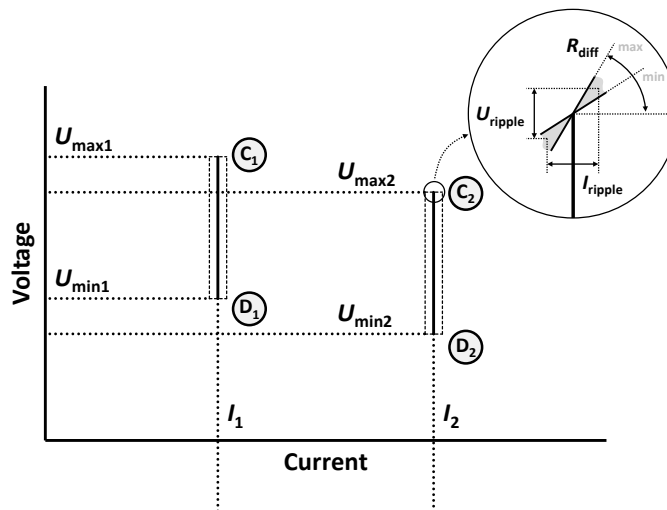 R_diff
max
min
U_ripple
I_ripple
U_max1
C_1
U_max2
C_2
U_min1
D_1
U_min2
D_2
I_1
I_2
Voltage
Current